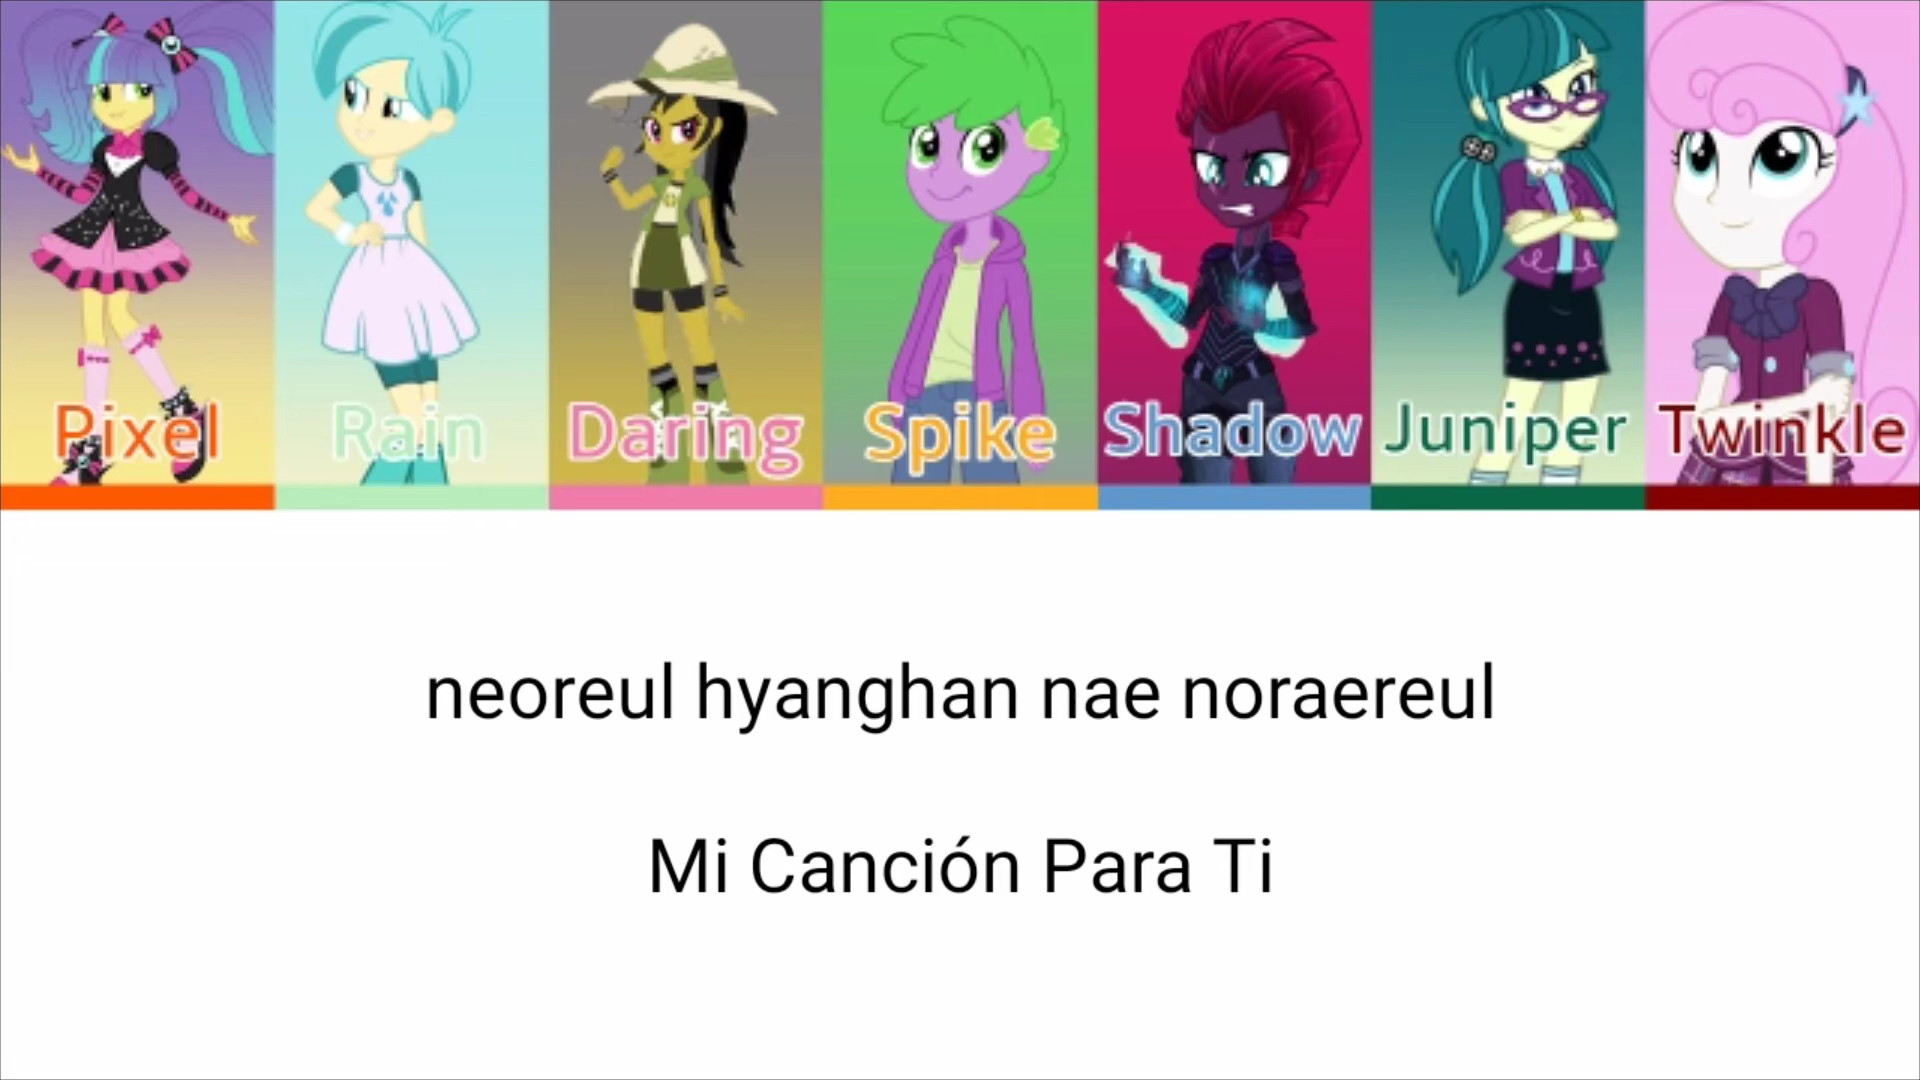 Pixel Rain Daring Spike Shadow Juniper Twinkle
neoreul hyanghan nae noraereul
Mi Canción Para Ti